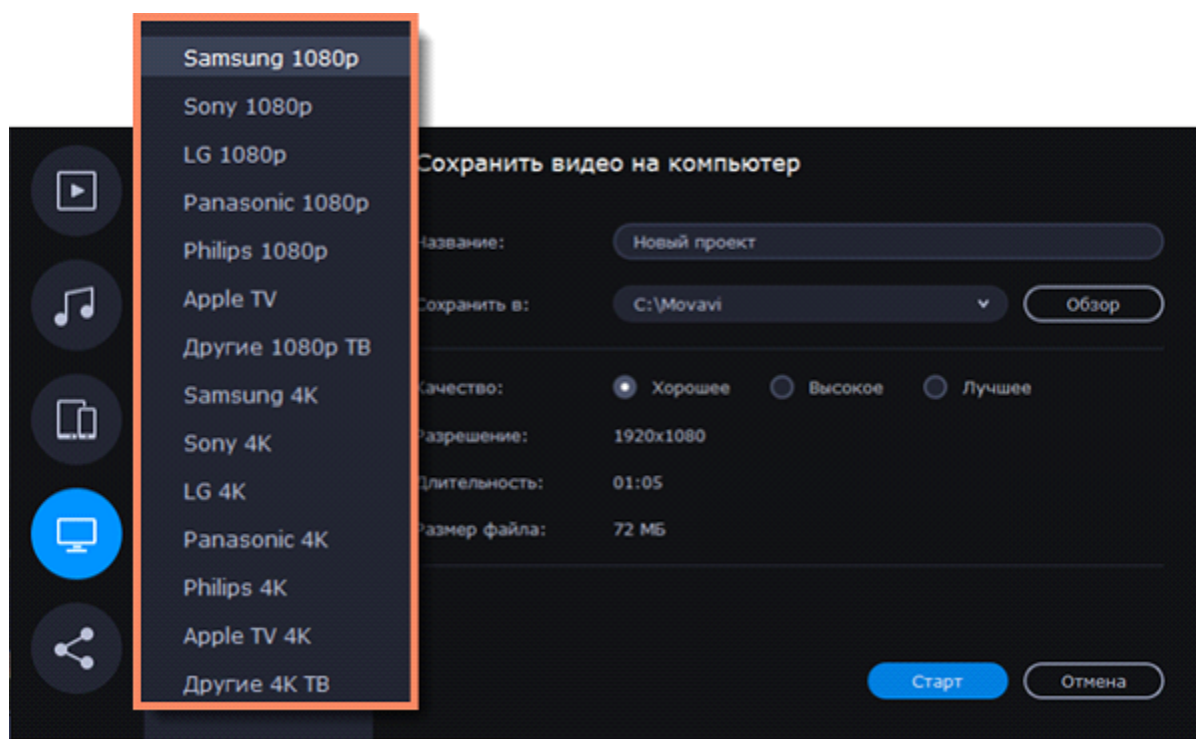 Samsung 1080p
Sony 1080p
LG 1080p
Panasonic 1080p
Philips 1080p
Apple TV
Другие 1080p ТВ
Samsung 4K
Sony 4K
LG 4K
Panasonic 4K
Philips 4K
Apple TV 4K
Другие 4K ТВ
Сохранить видео на компьютер
Название: Новый проект
Сохранить в: C:\Movavi Обзор
Качество: Хорошее Высокое Лучшее
Разрешение: 1920x1080
Длительность: 01:05
Размер файла: 72 МБ
Старт Отмена